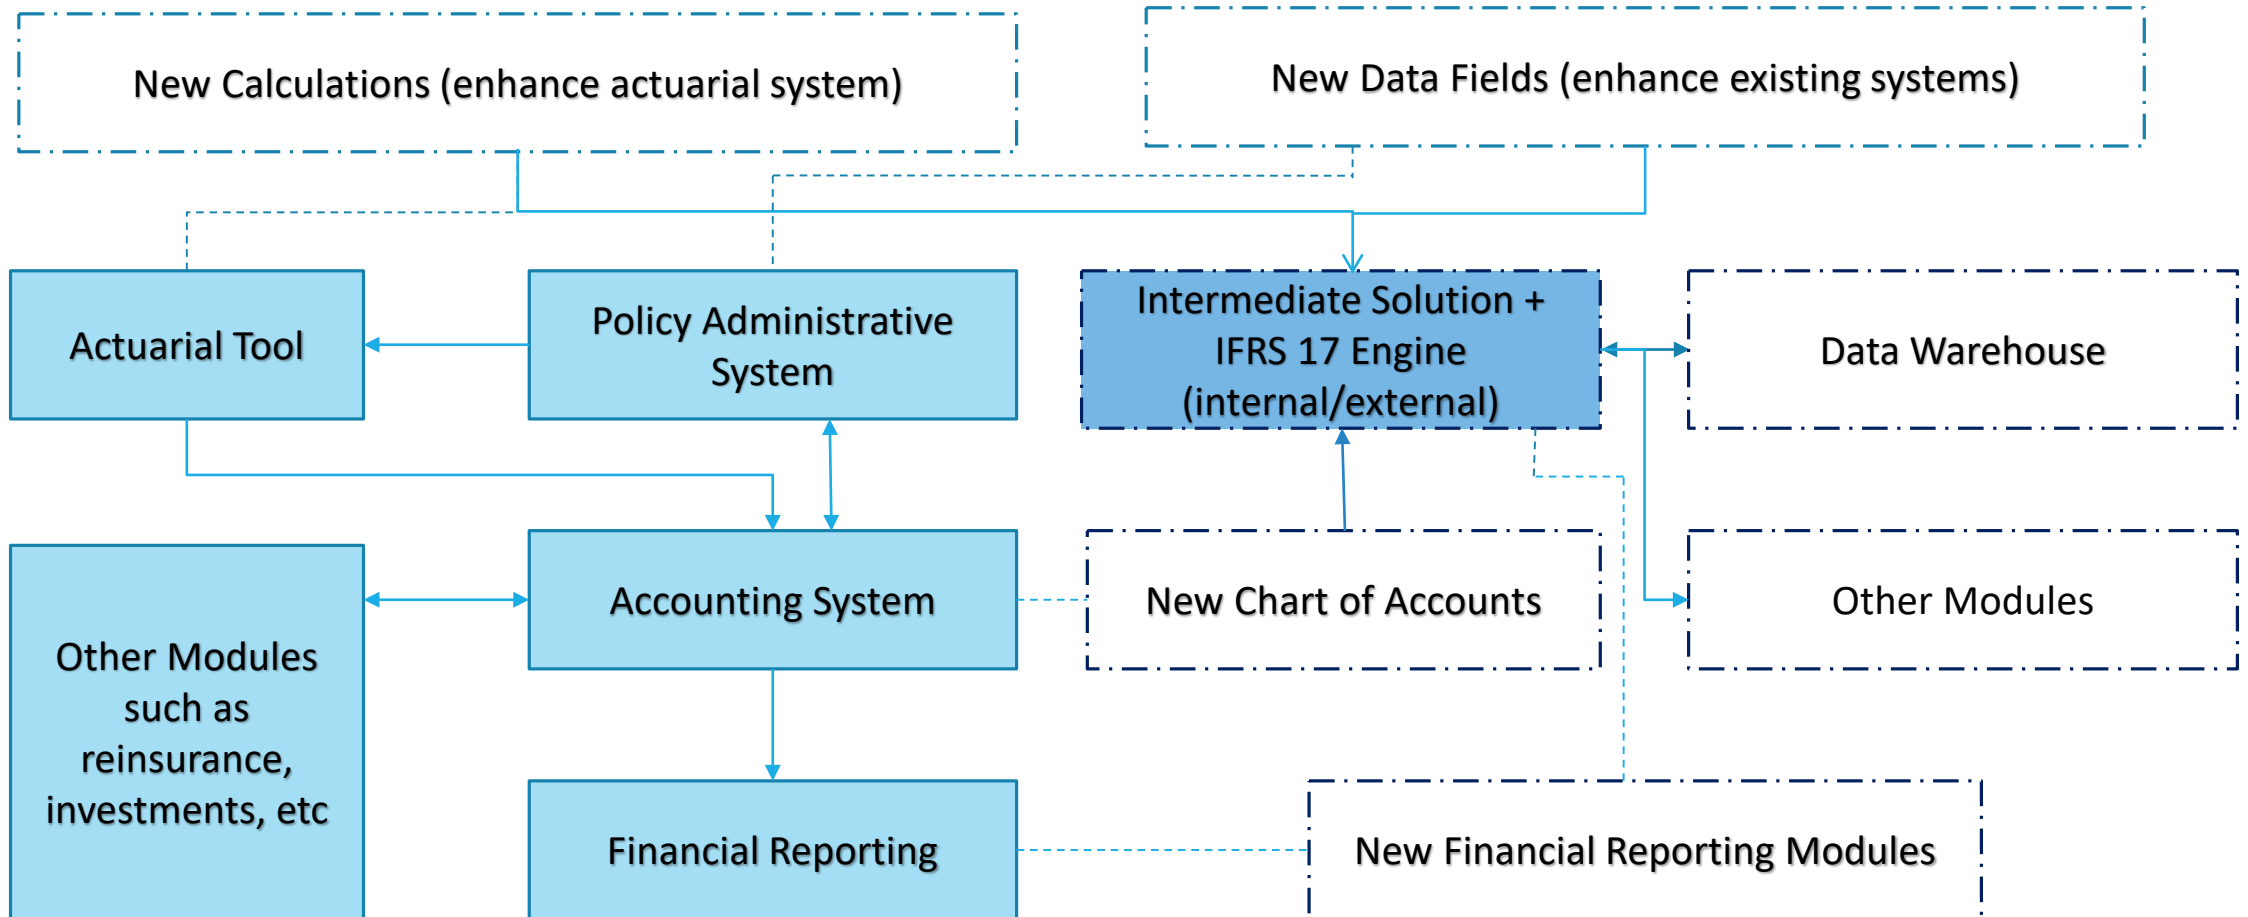 New Calculations (enhance actuarial system)
New Data Fields (enhance existing systems)
Actuarial Tool
Policy Administrative
System
Intermediate Solution +
IFRS 17 Engine
(internal/external)
Data Warehouse
Other Modules
such as
reinsurance,
investments, etc
Accounting System
New Chart of Accounts
Other Modules
Financial Reporting
New Financial Reporting Modules